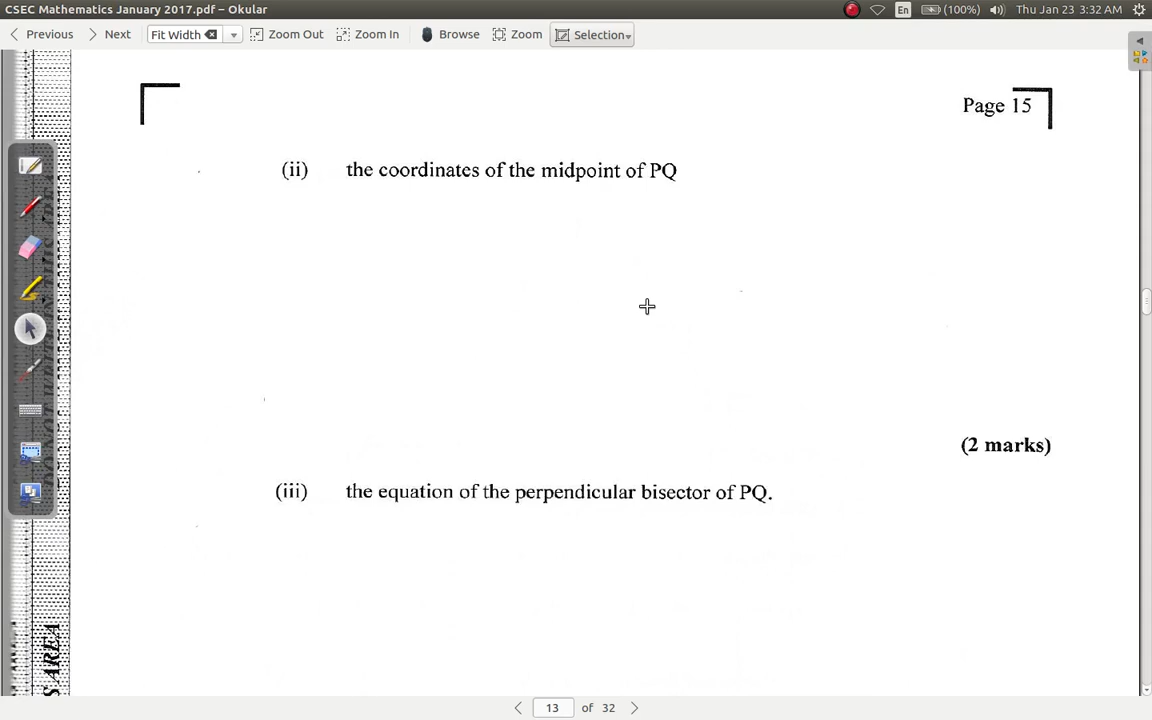 CSEC Mathematics January 2017.pdf – Okular
En (100%) Thu Jan 23 3:32 AM
Previous Next Fit Width Zoom Out Zoom In Browse Zoom Selection
Page 15
(ii) the coordinates of the midpoint of PQ
(2 marks)
(iii) the equation of the perpendicular bisector of PQ.
S AREA
13 of 32